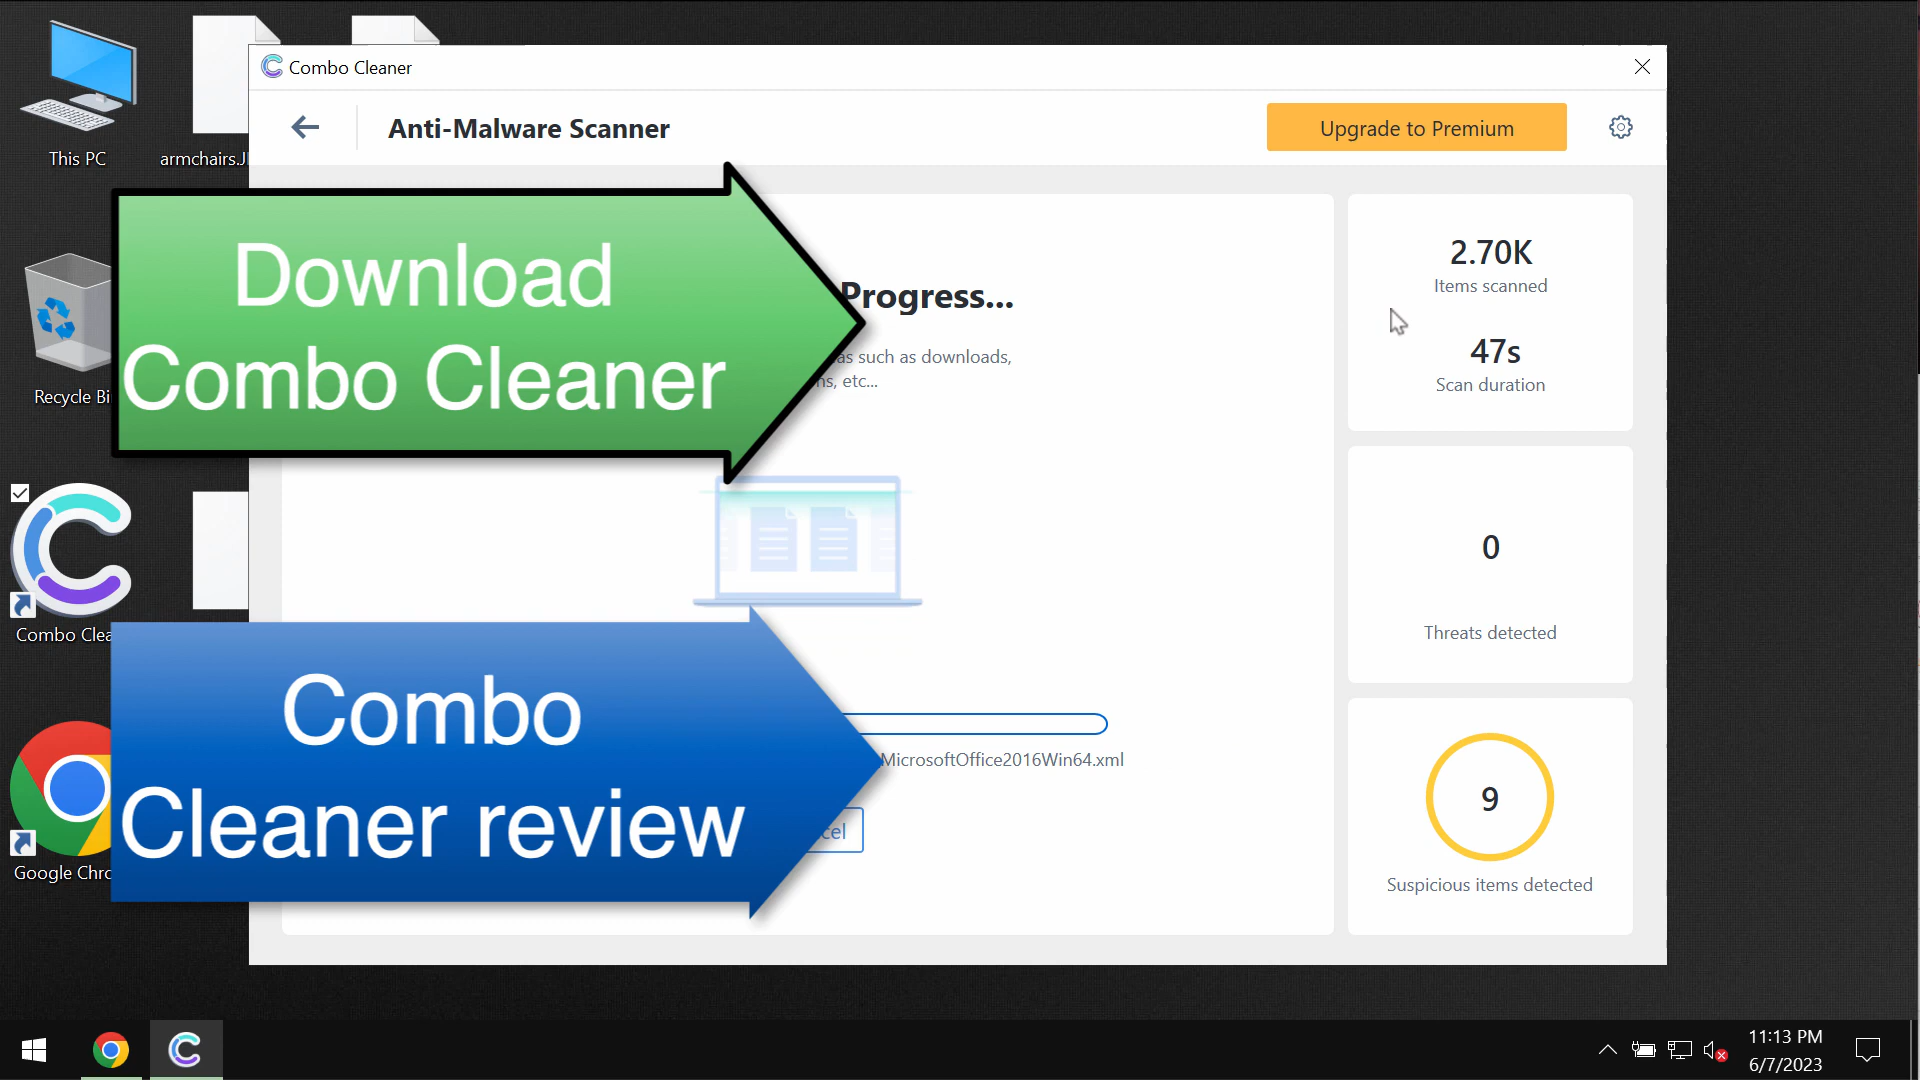 Combo Cleaner
Anti-Malware Scanner
Upgrade to Premium
This PC
armchairs.J
Download
Combo Cleaner
Progress...
as such as downloads,
ns, etc...
2.70K
Items scanned
47s
Scan duration
Recycle Bi
0
Threats detected
Combo Clea
Combo
Cleaner review
MicrosoftOffice2016Win64.xml
cel
9
Suspicious items detected
Google Chro
11:13 PM
6/7/2023